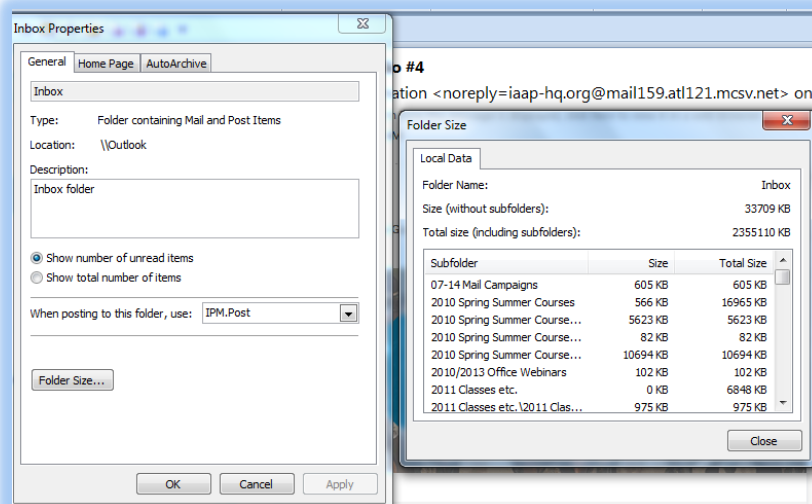 Inbox Properties
General Home Page AutoArchive
Inbox
Type: Folder containing Mail and Post Items
Location: \\Outlook
Description:
Inbox folder
Show number of unread items
Show total number of items
When posting to this folder, use: IPM.Post
Folder Size...
OK Cancel Apply
o #4
ation <noreply=iaap-hq.org@mail159.atl121.mcsv.net> on
Folder Size
Local Data
Folder Name: Inbox
Size (without subfolders): 33709 KB
Total size (including subfolders): 2355110 KB
Subfolder Size Total Size
07-14 Mail Campaigns 605 KB 605 KB
2010 Spring Summer Courses 566 KB 16965 KB
2010 Spring Summer Course... 5623 KB 5623 KB
2010 Spring Summer Course... 82 KB 82 KB
2010 Spring Summer Course... 10694 KB 10694 KB
2010/2013 Office Webinars 102 KB 102 KB
2011 Classes etc. 0 KB 6848 KB
2011 Classes etc.\2011 Clas... 975 KB 975 KB
Close